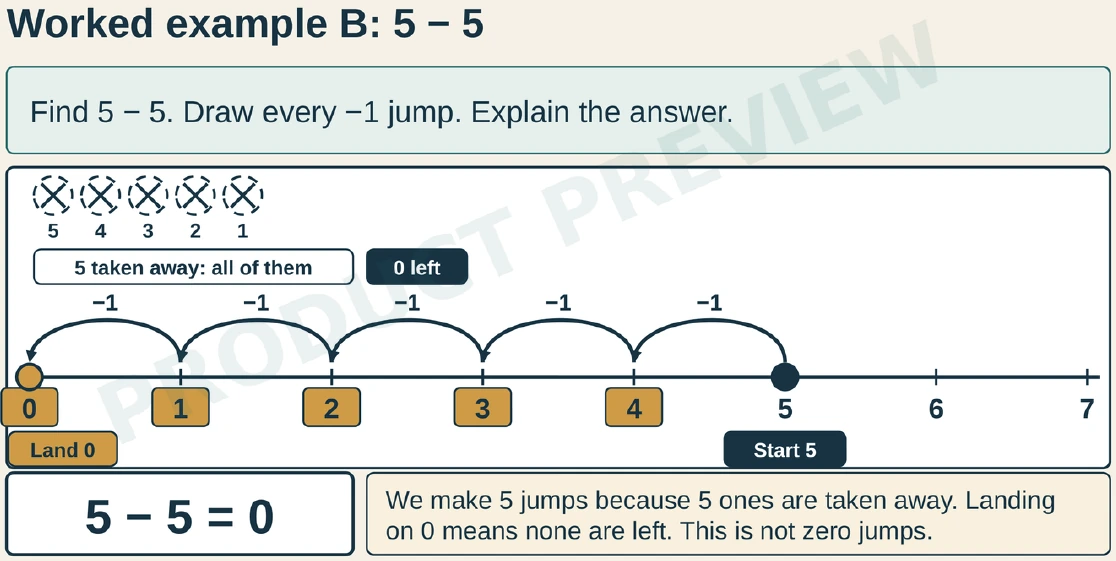 Worked example B: 5 − 5
Find 5 − 5. Draw every −1 jump. Explain the answer.
5 4 3 2 1
5 taken away: all of them 0 left
−1 −1 −1 −1 −1
0 1 2 3 4 5 6 7
Land 0 Start 5
5 − 5 = 0
We make 5 jumps because 5 ones are taken away. Landing
on 0 means none are left. This is not zero jumps.
PRODUCT PREVIEW